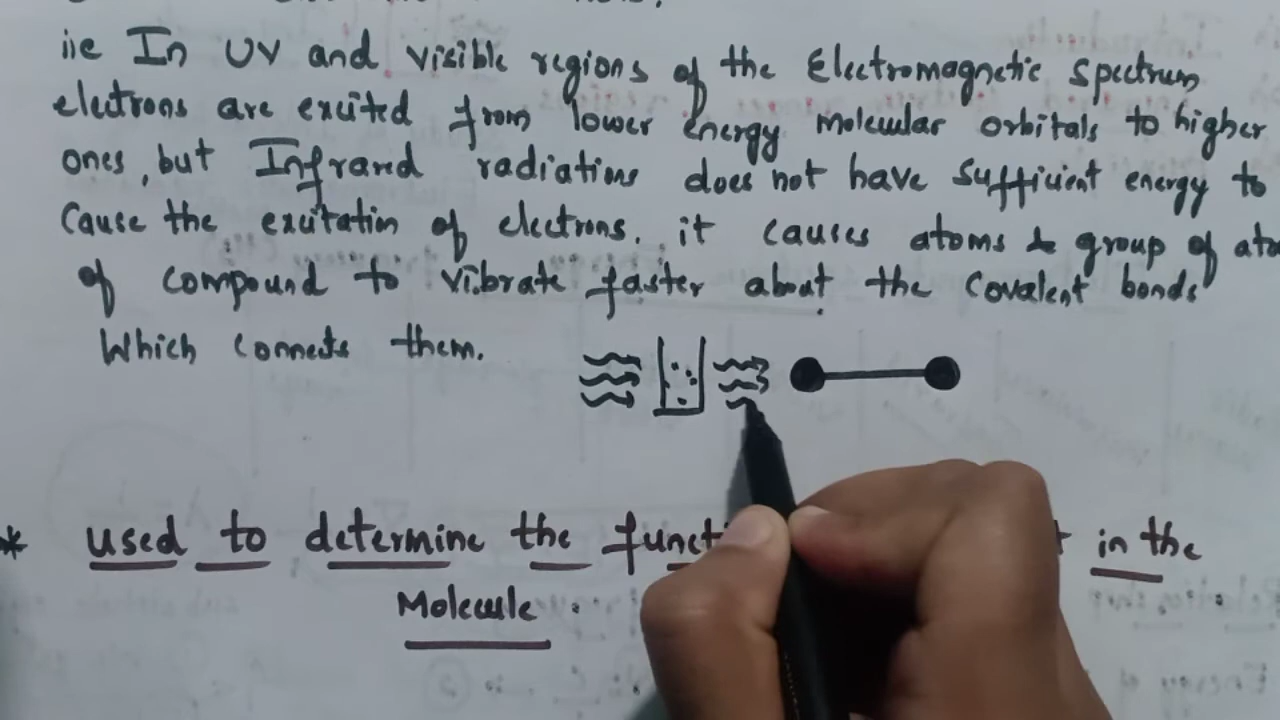 i.e In UV and visible regions of the Electromagnetic spectrum
electrons are excited from lower energy molecular orbitals to higher
ones, but Infrared radiations does not have sufficient energy to
cause the excitation of electrons. it causes atoms & group of
of compound to vibrate faster about the covalent bonds
Which connects them.
* used to determine the in the
Molecule.